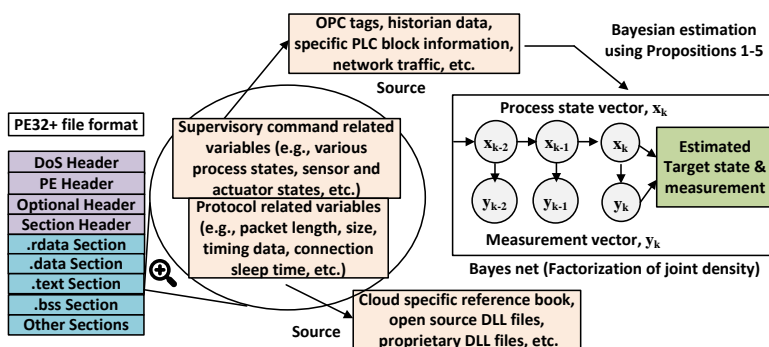 OPC tags, historian data,
specific PLC block information,
network traffic, etc.
Source
Bayesian estimation
using Propositions 1-5
PE32+ file format
DoS Header
PE Header
Optional Header
Section Header
.rdata Section
.data Section
.text Section
.bss Section
Other Sections
Supervisory command related
variables (e.g., various
process states, sensor and
actuator states, etc.)
Protocol related variables
(e.g., packet length, size,
timing data, connection
sleep time, etc.)
Source
Cloud specific reference book,
open source DLL files,
proprietary DLL files, etc.
Process state vector, xk
xk-2
xk-1
xk
yk-2
yk-1
yk
Estimated
Target state &
measurement
Measurement vector, yk
Bayes net (Factorization of joint density)